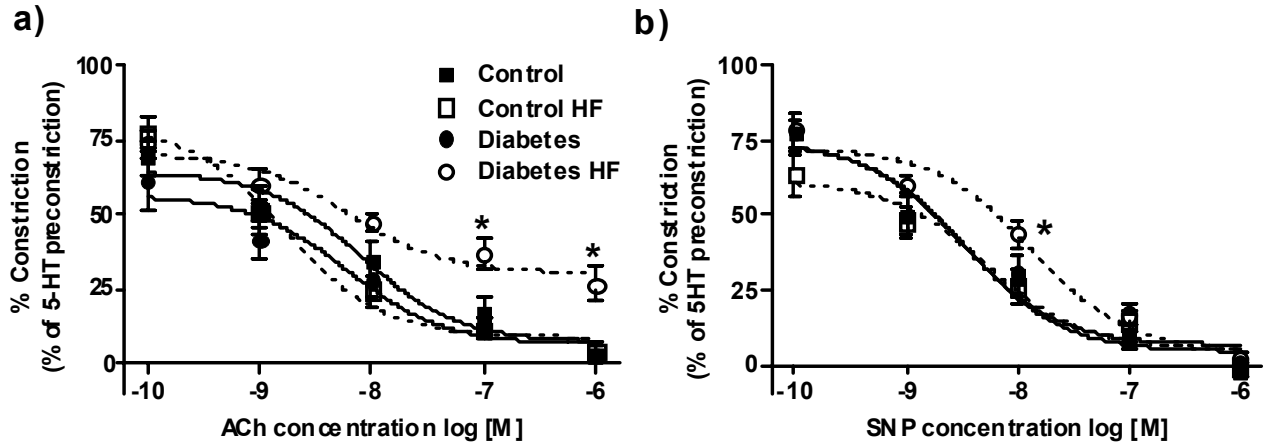 a)
% Constriction
(% of 5-HT preconstriction)
100
75
50
25
0
-10
-9
-8
-7
-6
ACh concentration log [M]
Control
Control HF
Diabetes
Diabetes HF
*
*
b)
% Constriction
(% of 5HT preconstriction)
100
75
50
25
0
-10
-9
-8
-7
-6
SNP concentration log [M]
*